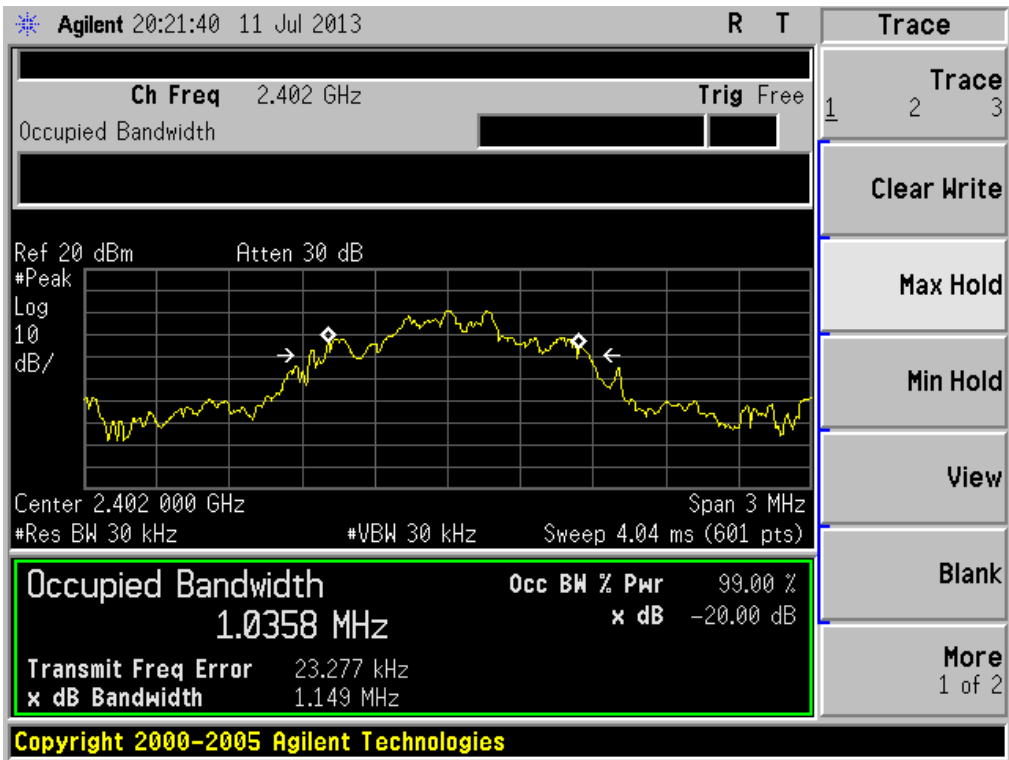 Agilent 20:21:40 11 Jul 2013 R T
Trace
Ch Freq 2.402 GHz Trig Free
Occupied Bandwidth
Ref 20 dBm Atten 30 dB
#Peak
Log
10
dB/
Center 2.402 000 GHz Span 3 MHz
#Res BW 30 kHz #VBW 30 kHz Sweep 4.04 ms (601 pts)
Occupied Bandwidth
1.0358 MHz
Occ BW % Pwr 99.00 %
x dB -20.00 dB
Transmit Freq Error 23.277 kHz
x dB Bandwidth 1.149 MHz
Trace
1 2 3
Clear Write
Max Hold
Min Hold
View
Blank
More
1 of 2
Copyright 2000-2005 Agilent Technologies